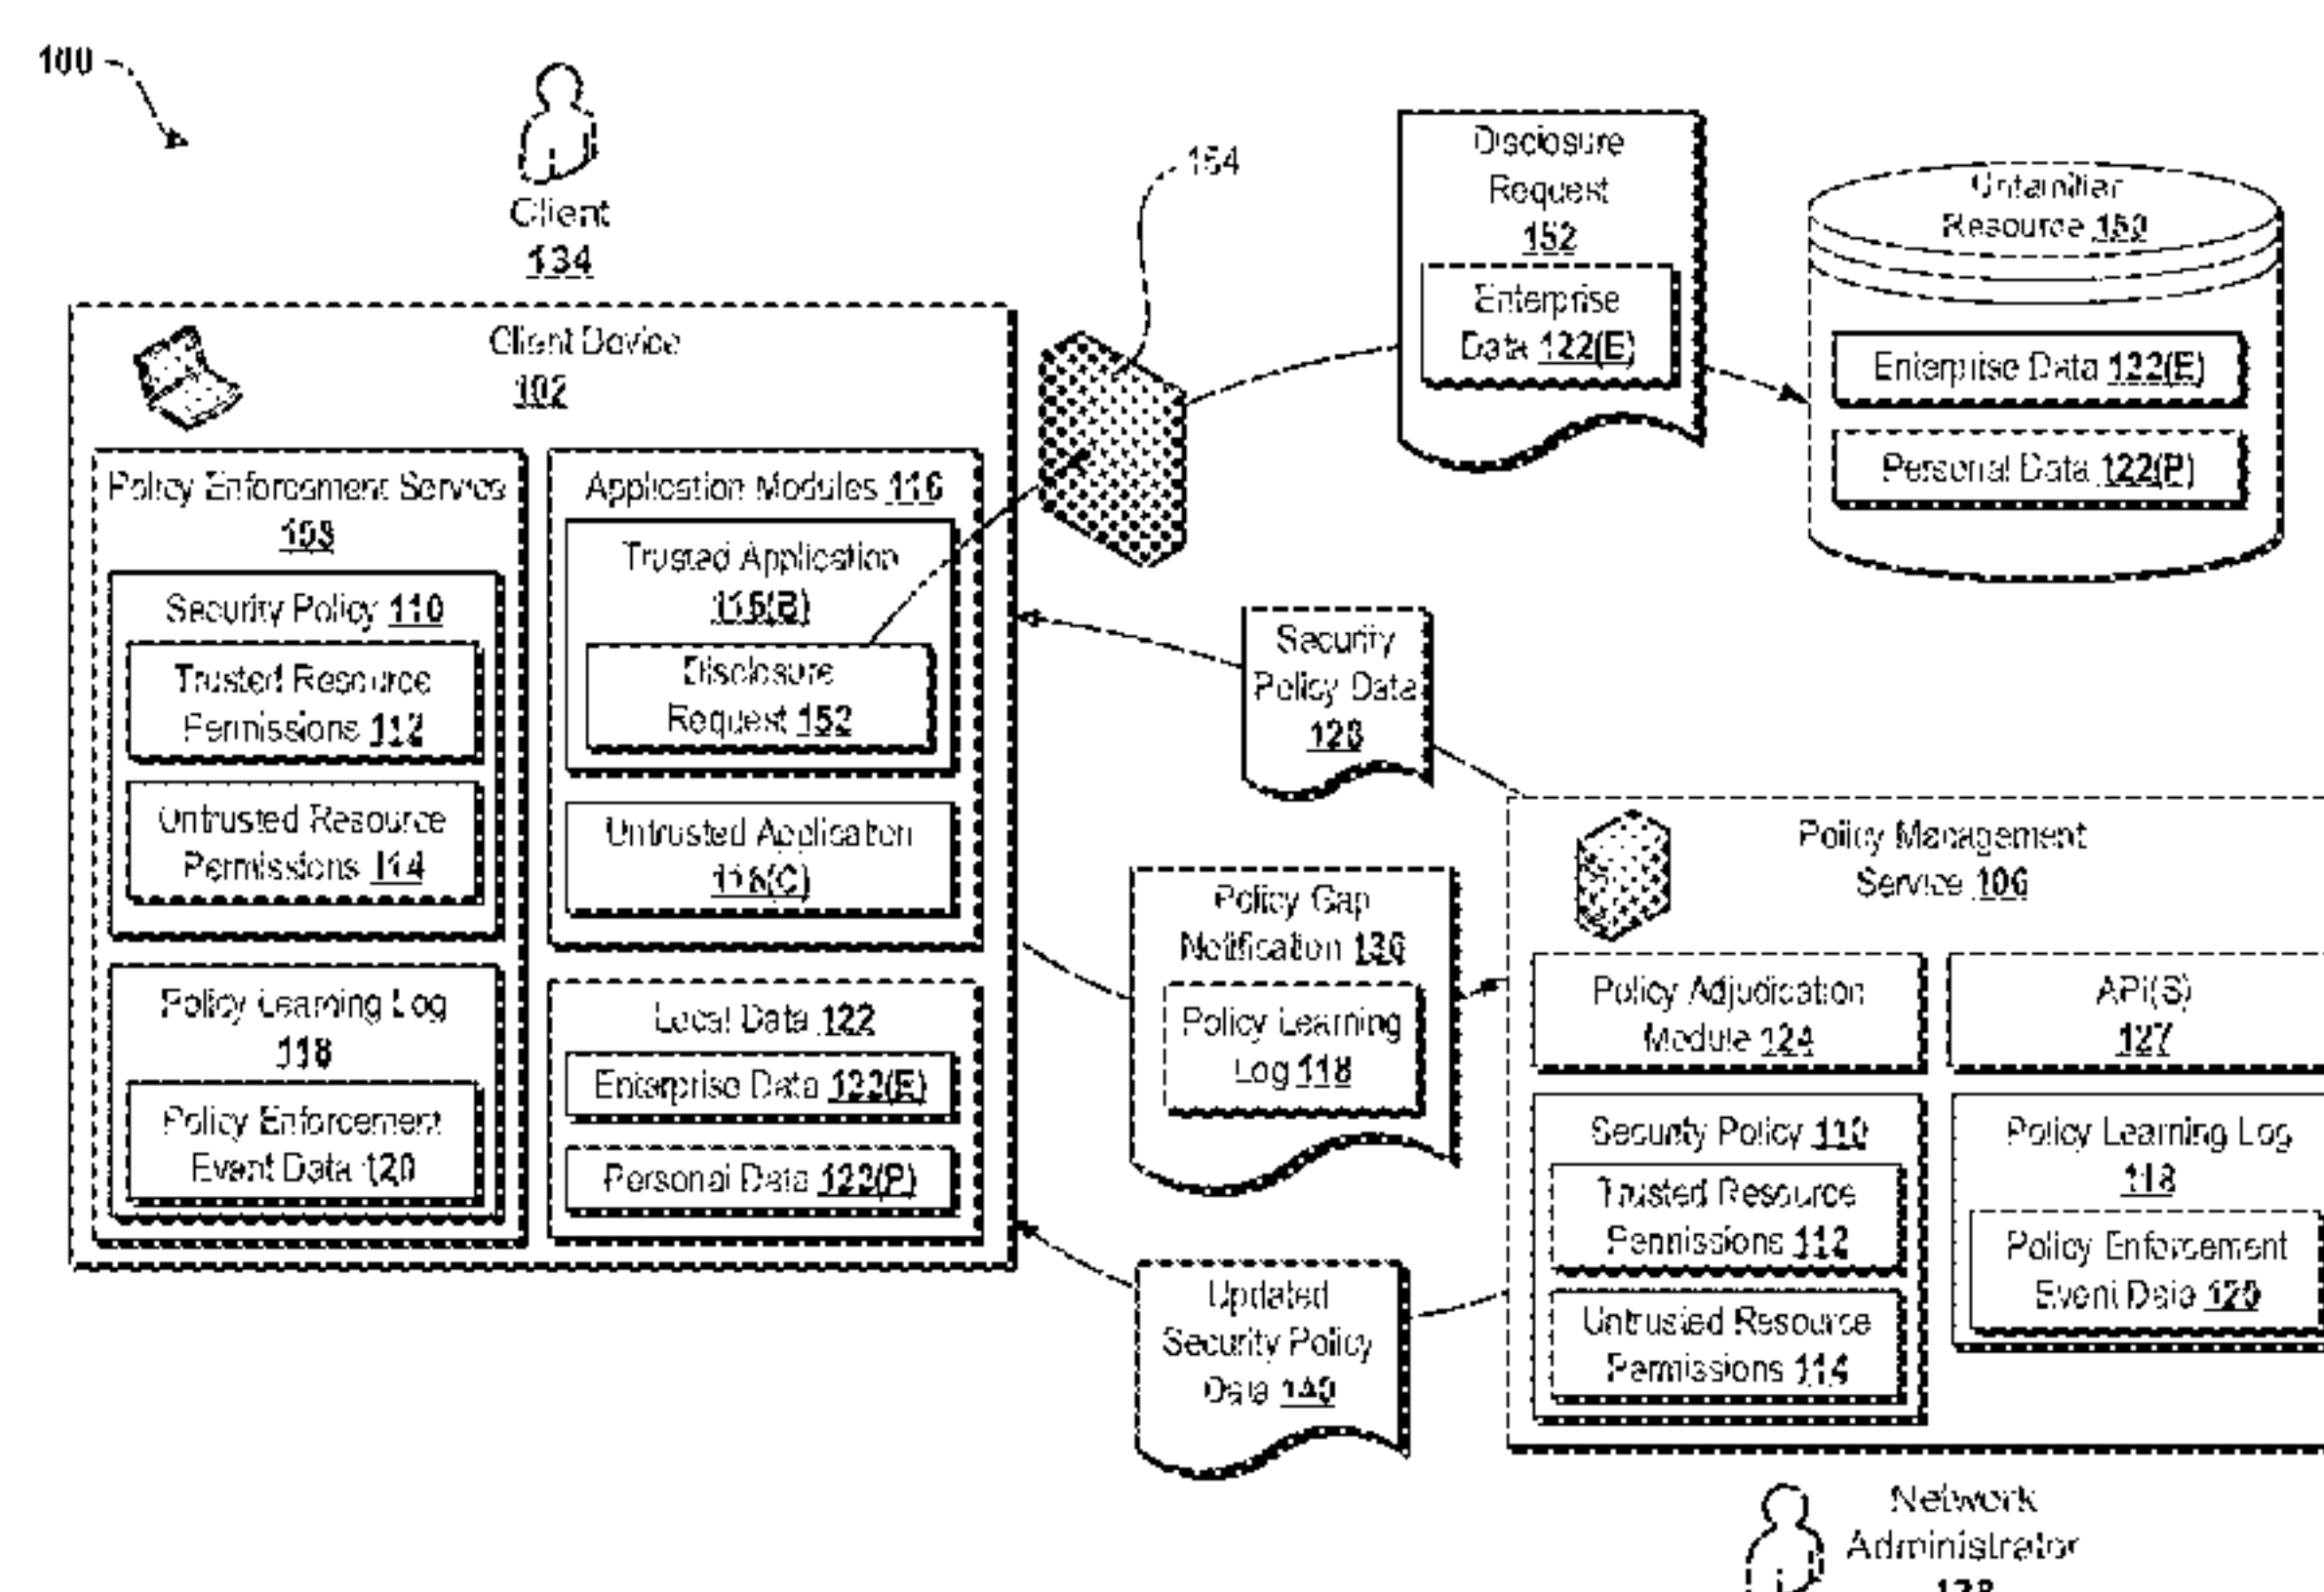 100
Client
134
154
Disclosure
Request
152
Enterprise
Data 122(E)
Unfamiliar
Resource 150
Enterprise Data 122(E)
Personal Data 122(P)
Client Device
102
Policy Enforcement Service
108
Security Policy 110
Trusted Resource
Permissions 112
Untrusted Resource
Permissions 114
Policy Learning Log
118
Policy Enforcement
Event Data 120
Application Modules 116
Trusted Application
116(B)
Disclosure
Request 152
Untrusted Application
116(C)
Local Data 122
Enterprise Data 122(E)
Personal Data 122(P)
Security
Policy Data
128
Policy Gap
Notification 136
Policy Learning
Log 118
Updated
Security Policy
Data 140
Policy Management
Service 106
Policy Adjudication
Module 124
API(S)
127
Security Policy 110
Trusted Resource
Permissions 112
Untrusted Resource
Permissions 114
Policy Learning Log
118
Policy Enforcement
Event Data 120
Network
Administrator